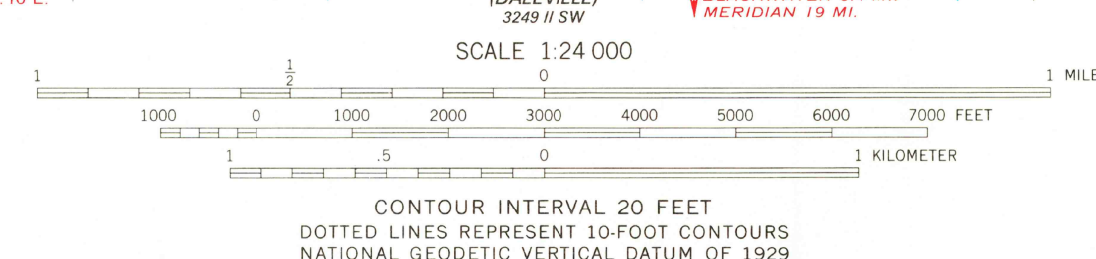 (DALEVILLE)
3249 II SW
MERIDIAN 19 MI.
SCALE 1:24 000
1 1/2 0 1 MILE
1000 0 1000 2000 3000 4000 5000 6000 7000 FEET
1 .5 0 1 KILOMETER
CONTOUR INTERVAL 20 FEET
DOTTED LINES REPRESENT 10-FOOT CONTOURS
NATIONAL GEODETIC VERTICAL DATUM OF 1929